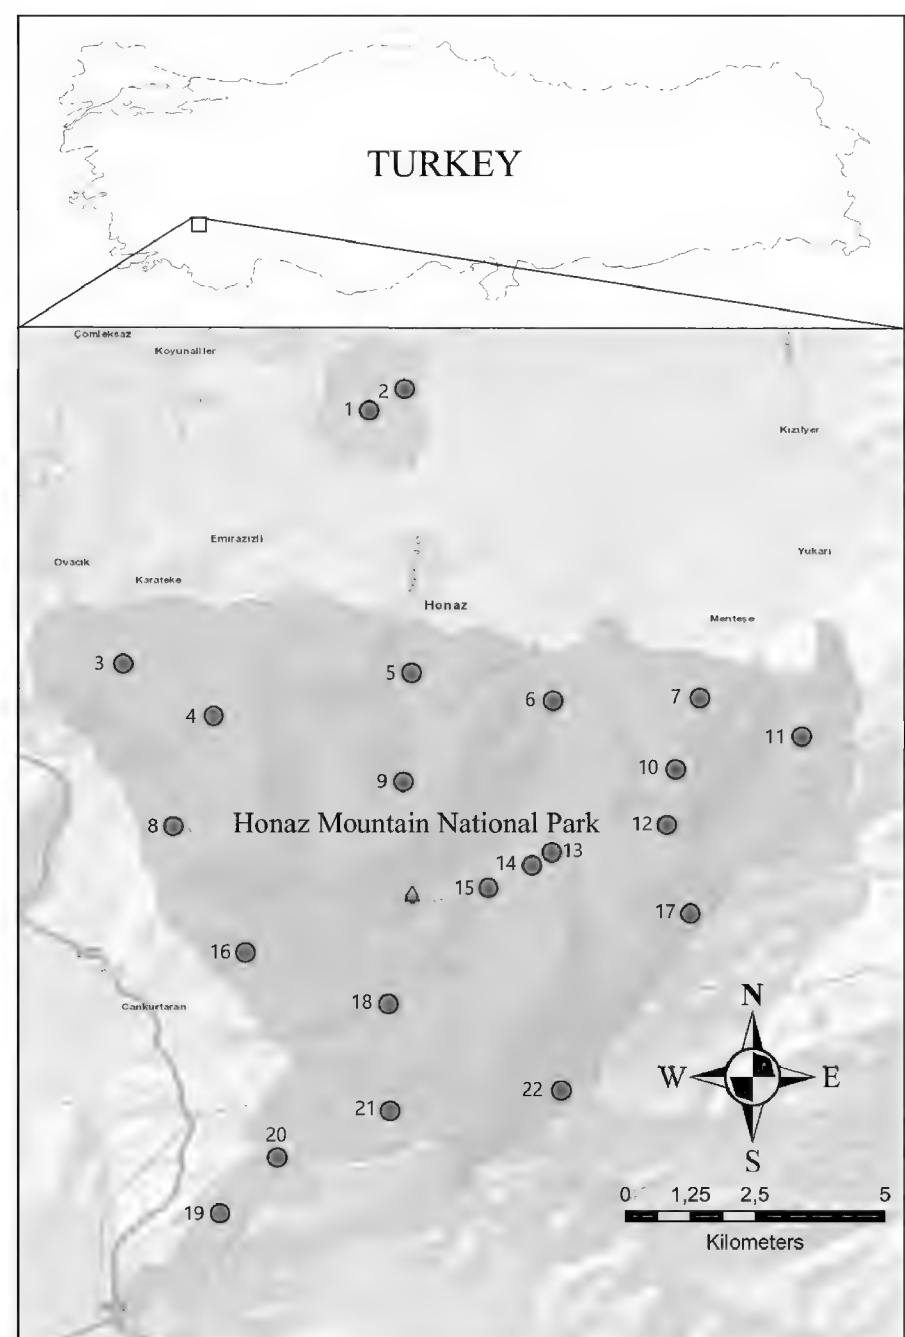 TURKEY
Çomleksaz
Koyunaliler
2
1
Kızılyer
Emirazizli
Ovacık
Yukarı
Karateke
Honaz
Menteşe
3
5
4
6
7
11
10
9
8
Honaz Mountain National Park
12
13
14
15
17
16
18
Cankurtaran
N
W
E
S
22
21
20
19
0 1,25 2,5 5
Kilometers